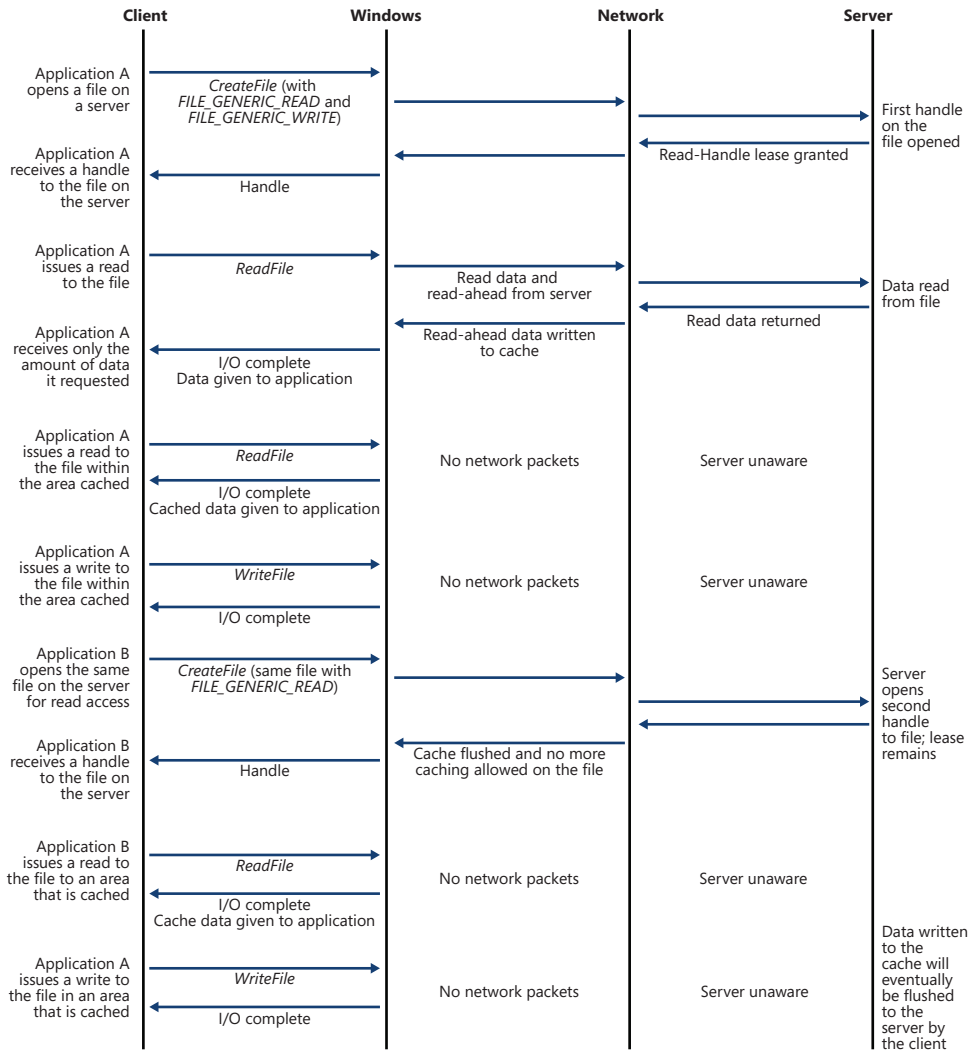 Client
Windows
Network
Server
Application A
opens a file on
a server
CreateFile (with
FILE_GENERIC_READ and
FILE_GENERIC_WRITE)
First handle
on the
file opened
Read-Handle lease granted
Application A
receives a handle
to the file on
the server
Handle
Application A
issues a read
to the file
ReadFile
Read data and
read-ahead from server
Data read
from file
Read data returned
Read-ahead data written
to cache
Application A
receives only the
amount of data
it requested
I/O complete
Data given to application
Application A
issues a read to
the file within
the area cached
ReadFile
I/O complete
Cached data given to application
No network packets
Server unaware
Application A
issues a write to
the file within
the area cached
WriteFile
I/O complete
No network packets
Server unaware
Application B
opens the same
file on the server
for read access
CreateFile (same file with
FILE_GENERIC_READ)
Server
opens
second
handle
to file; lease
remains
Cache flushed and no more
caching allowed on the file
Application B
receives a handle
to the file on
the server
Handle
Application B
issues a read to
the file to an area
that is cached
ReadFile
I/O complete
Cache data given to application
No network packets
Server unaware
Application A
issues a write to
the file in an area
that is cached
WriteFile
I/O complete
No network packets
Server unaware
Data written
to the
cache will
eventually
be flushed
to the
server by
the client